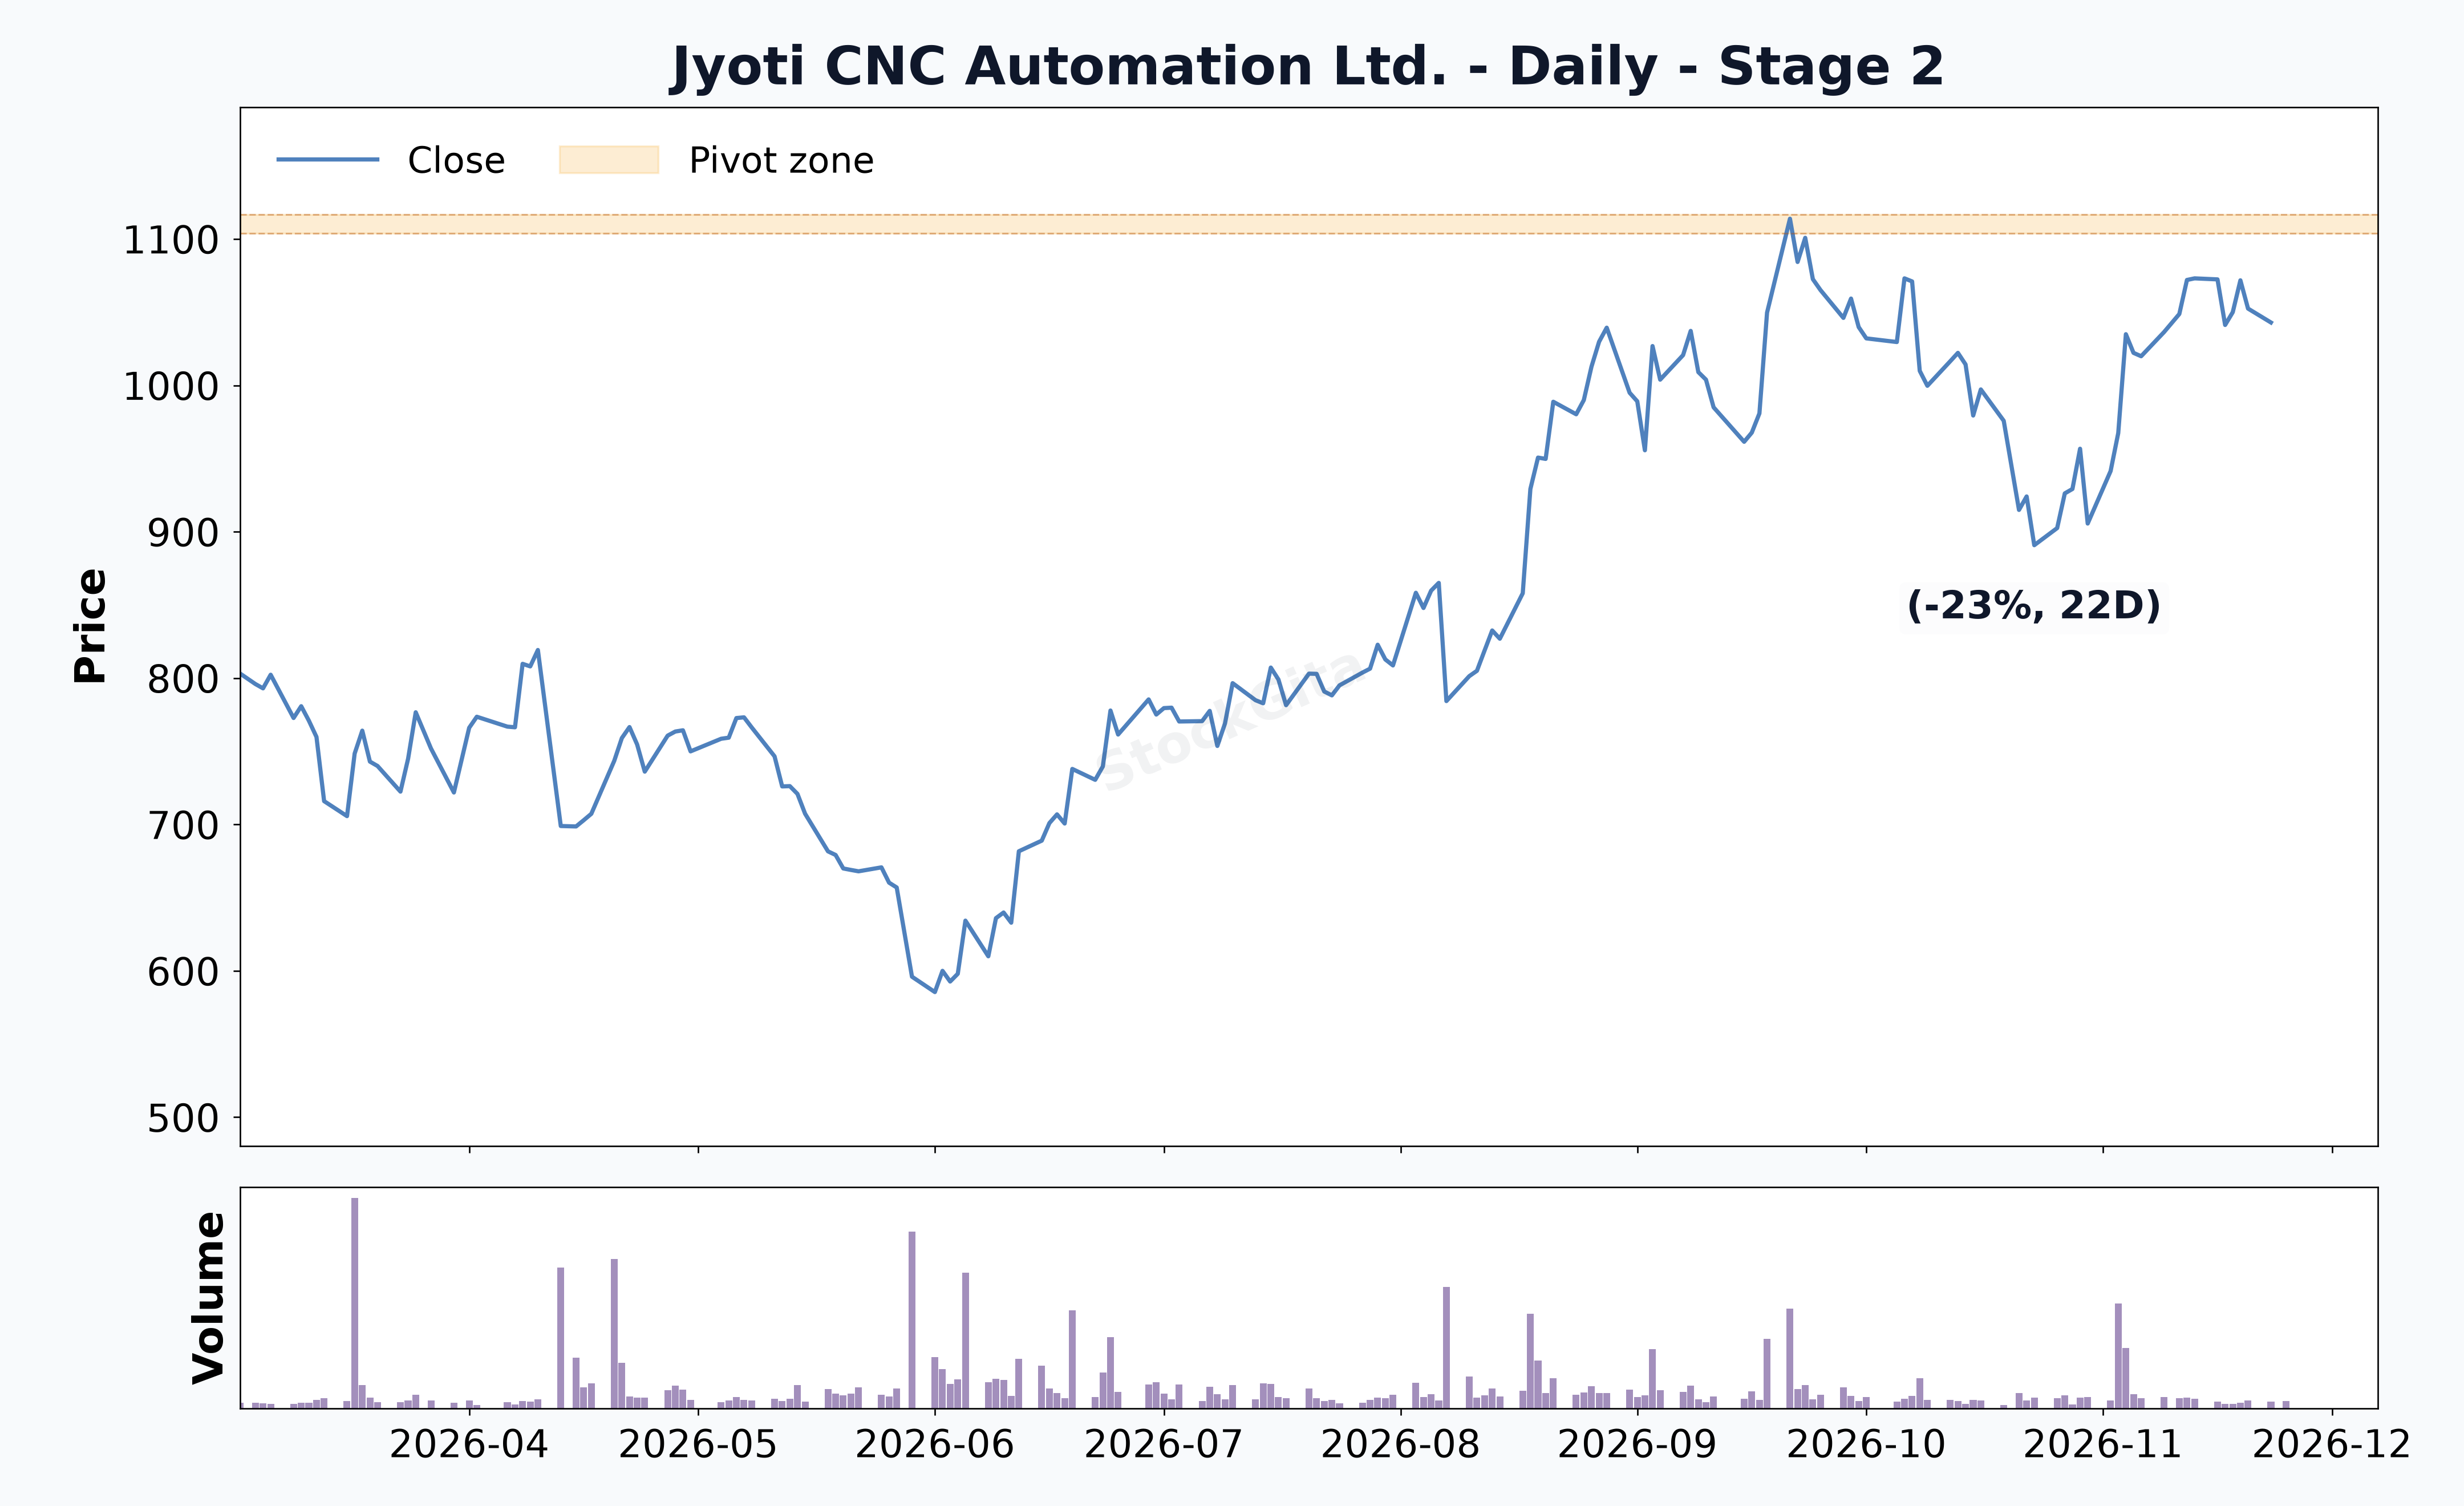 Jyoti CNC Automation Ltd. - Daily - Stage 2
Close
Pivot zone
1100
1000
900
800
700
600
500
Price
(-23%, 22D)
StockGita
Volume
2026-04
2026-05
2026-06
2026-07
2026-08
2026-09
2026-10
2026-11
2026-12